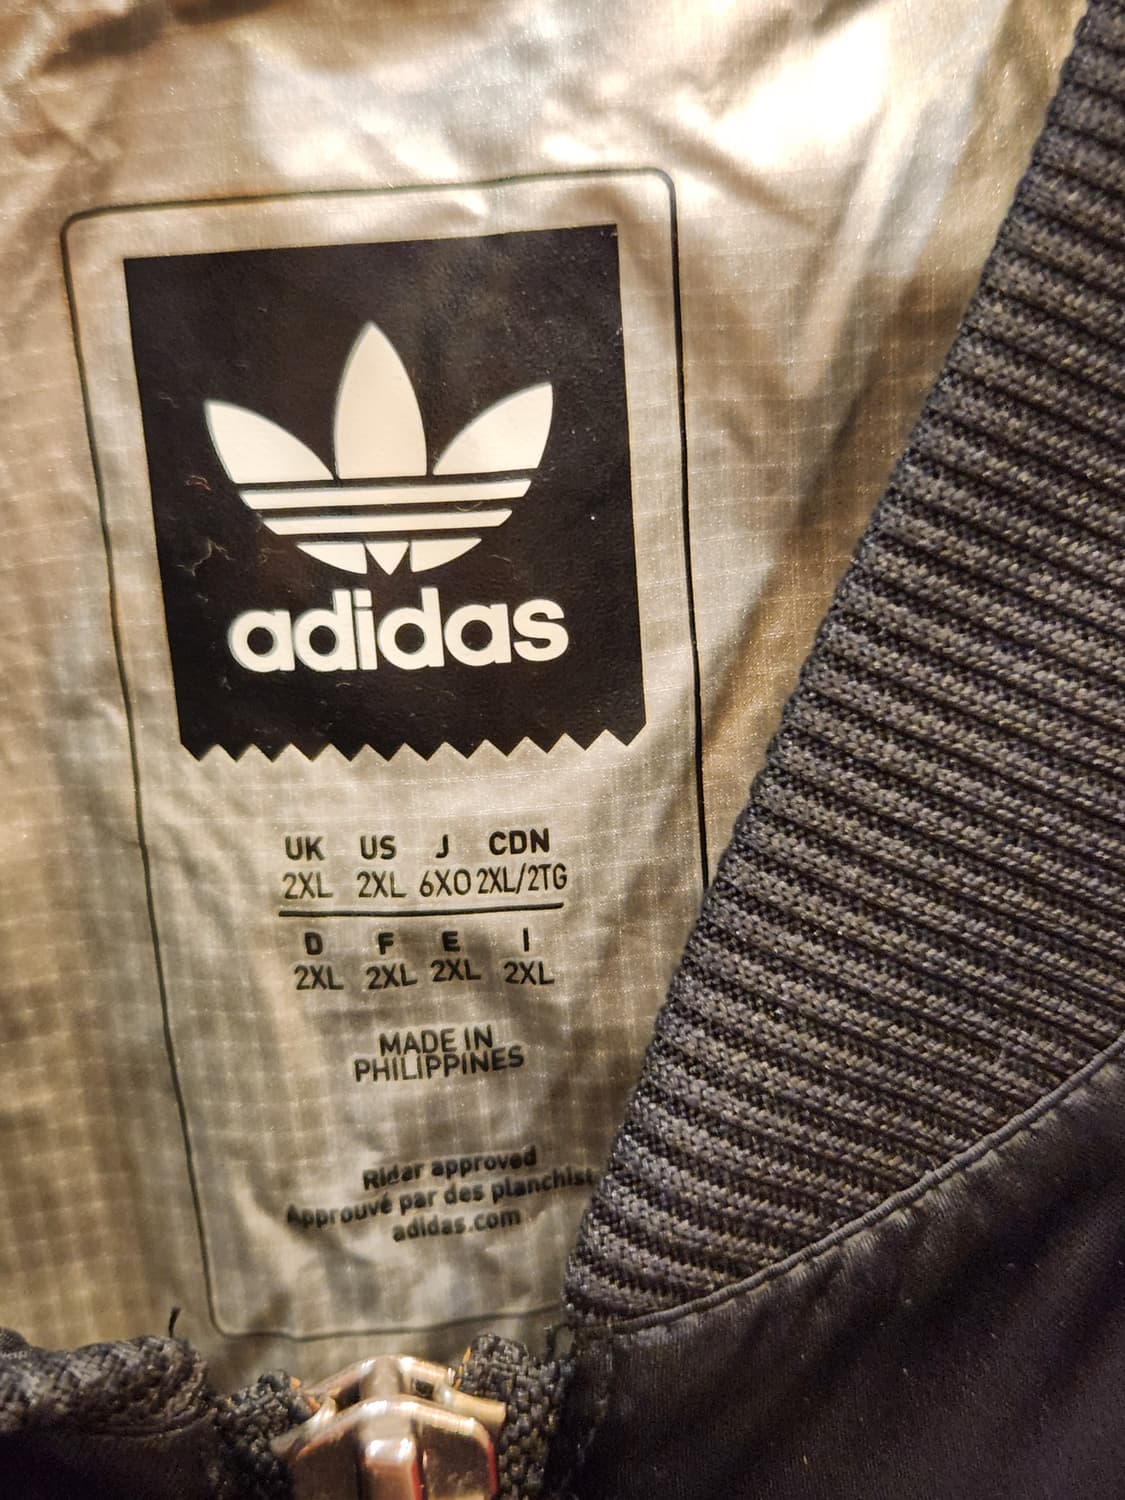 adidas
UK US J CDN
2XL 2XL 6XO 2XL/2TG
D F E I
2XL 2XL 2XL 2XL
MADE IN
PHILIPPINES
Rider approved
Approuvé par des planchist
adidas.com